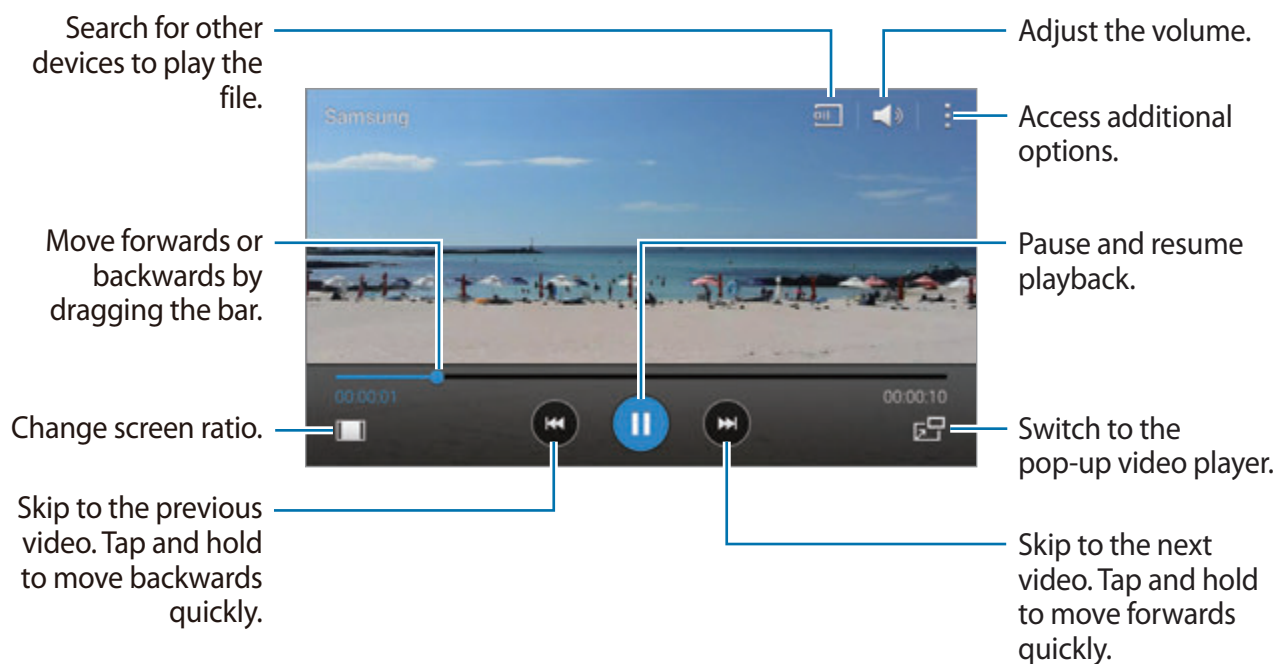 Search for other
devices to play the
file.
Adjust the volume.
Samsung
Access additional
options.
Move forwards or
backwards by
dragging the bar.
Pause and resume
playback.
00:00:01
00:00:10
Change screen ratio.
Switch to the
pop-up video player.
Skip to the previous
video. Tap and hold
to move backwards
quickly.
Skip to the next
video. Tap and hold
to move forwards
quickly.